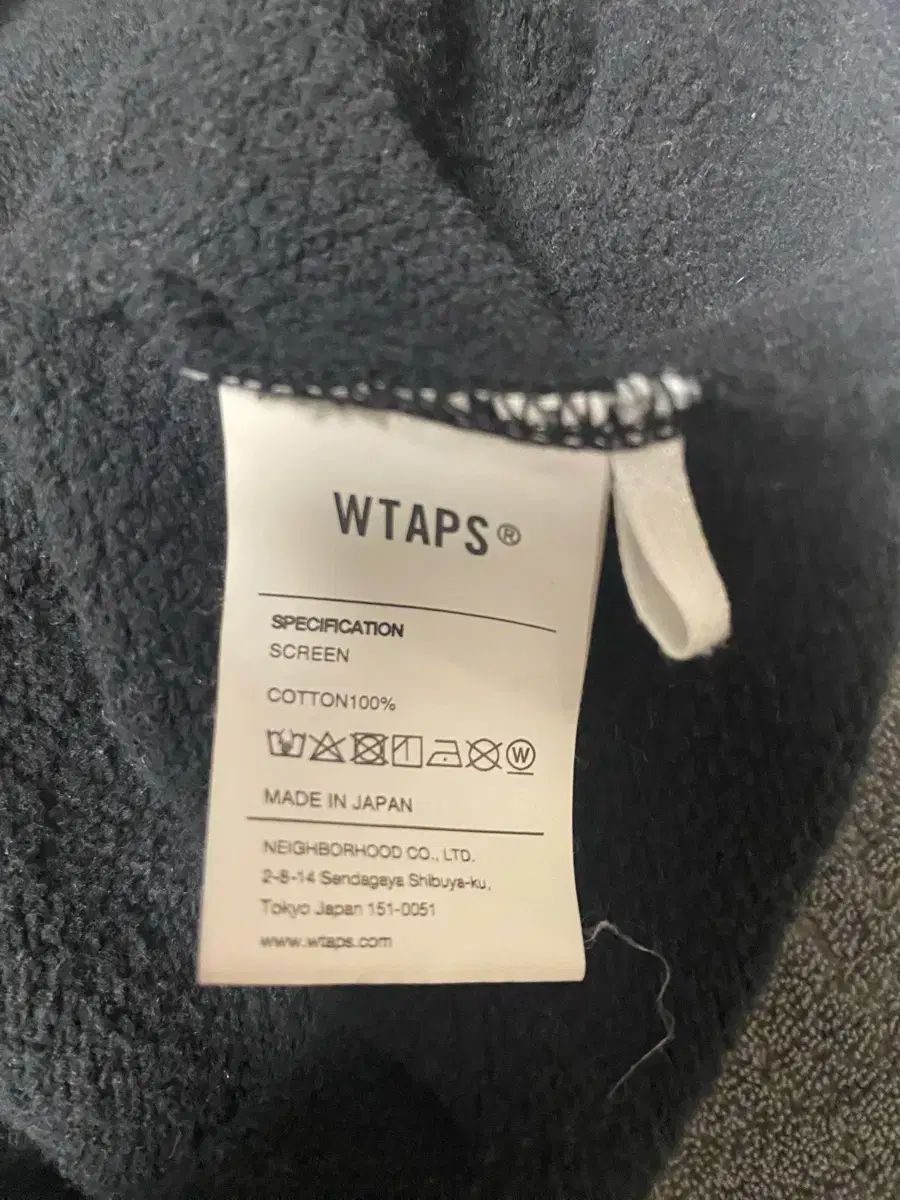 WTAPS®
SPECIFICATION
SCREEN
COTTON100%
W
MADE IN JAPAN
NEIGHBORHOOD CO., LTD.
2-8-14 Sendagaya Shibuya-ku,
Tokyo Japan 151-0051
www.wtaps.com